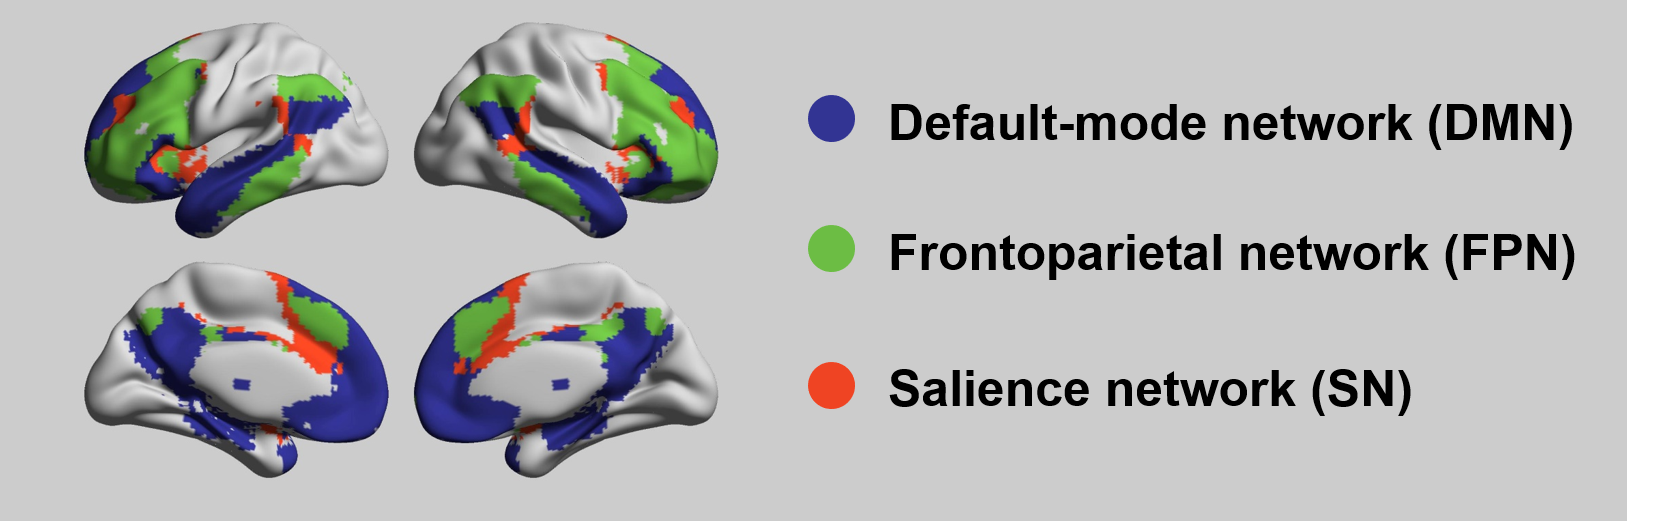 Default-mode network (DMN)
Frontoparietal network (FPN)
Salience network (SN)